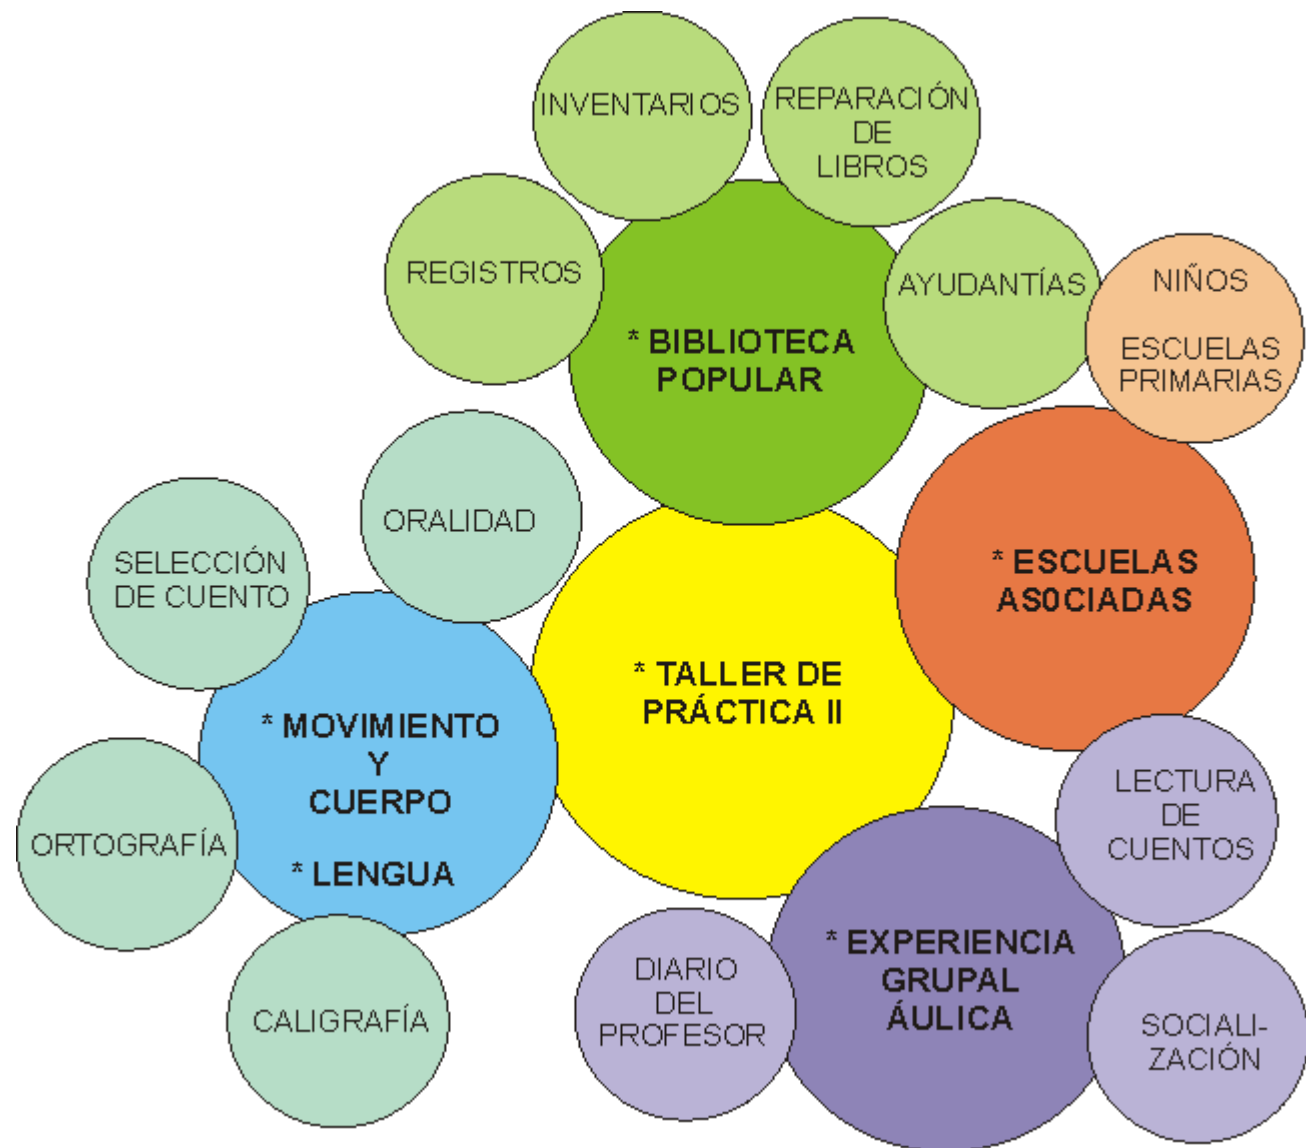 INVENTARIOS
REPARACIÓN
DE
LIBROS
REGISTROS
AYUDANTÍAS
NIÑOS
ESCUELAS
PRIMARIAS
* BIBLIOTECA
POPULAR
ORALIDAD
SELECCIÓN
DE CUENTO
* ESCUELAS
AS0CIADAS
* TALLER DE
PRÁCTICA II
* MOVIMIENTO
Y
CUERPO
* LENGUA
ORTOGRAFÍA
CALIGRAFÍA
LECTURA
DE
CUENTOS
* EXPERIENCIA
GRUPAL
ÁULICA
DIARIO
DEL
PROFESOR
SOCIALI-
ZACIÓN